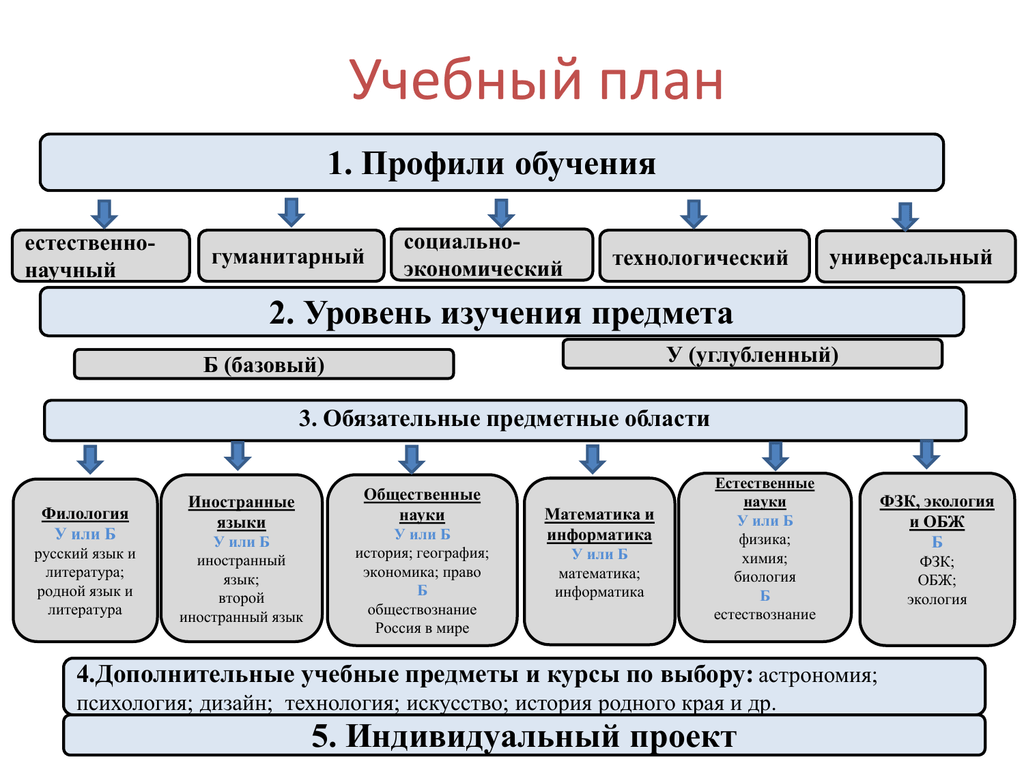 Учебный план
1. Профили обучения
естественно-
научный
гуманитарный
социально-
экономический
технологический
универсальный
2. Уровень изучения предмета
Б (базовый)
У (углубленный)
3. Обязательные предметные области
Филология
У или Б
русский язык и
литература;
родной язык и
литература
Иностранные
языки
У или Б
иностранный
язык;
второй
иностранный язык
Общественные
науки
У или Б
история; география;
экономика; право
Б
обществознание
Россия в мире
Математика и
информатика
У или Б
математика;
информатика
Естественные
науки
У или Б
физика;
химия;
биология
Б
естествознание
ФЗК, экология
и ОБЖ
Б
ФЗК;
ОБЖ;
экология
4.Дополнительные учебные предметы и курсы по выбору: астрономия;
психология; дизайн; технология; искусство; история родного края и др.
5. Индивидуальный проект